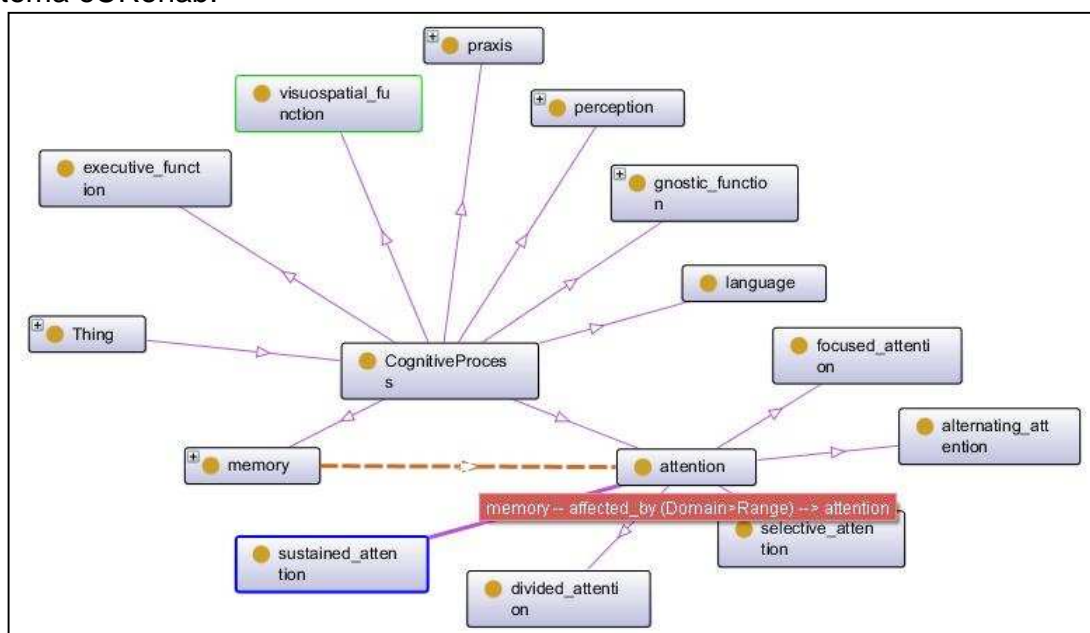 praxis
visuospatial_fu
nction
perception
executive_funct
ion
gnostic_functio
n
language
Thing
CognitiveProces
s
focused_attenti
on
alternating_att
ention
memory
attention
memory -- affected_by (Domain>Range) --> attention
selective_atten
tion
sustained_atten
tion
divided_attenti
on